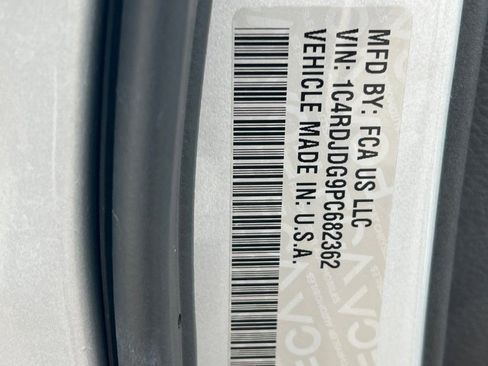 MFD BY: FCA US LLC
VIN: 1C4RDJDG9PC682362
VEHICLE MADE IN: U.S.A.